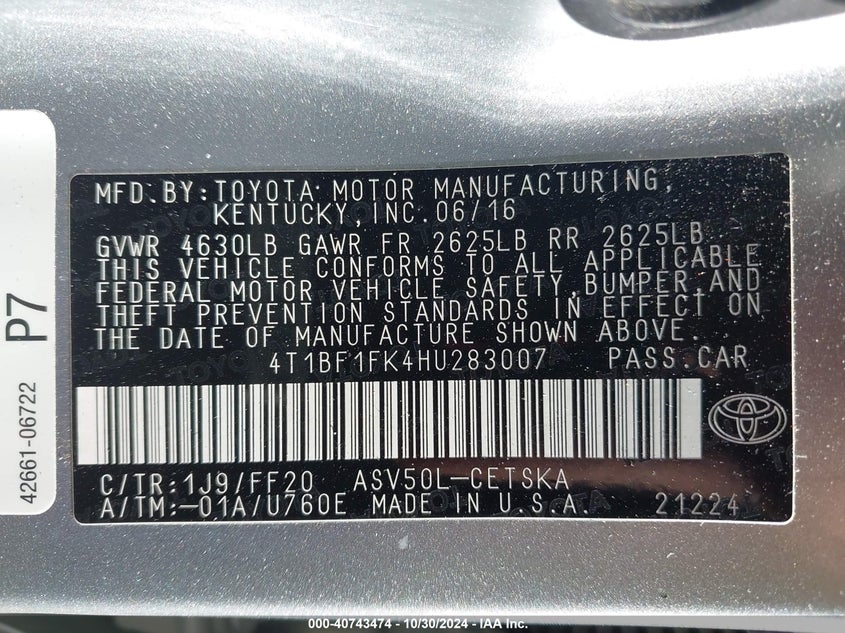 MFD.BY:TOYOTA MOTOR MANUFACTURING,
KENTUCKY,INC.06/16
GVWR 4630LB GAWR FR 2625LB RR 2625LB
THIS VEHICLE CONFORMS TO ALL APPLICABLE
FEDERAL MOTOR VEHICLE SAFETY,BUMPER,AND
THEFT PREVENTION STANDARDS IN EFFECT ON
THE DATE OF MANUFACTURE SHOWN ABOVE.
4T1BF1FK4HU283007 PASS.CAR
C/TR:1J9/FF20 ASV50L-CETSKA
A/TM:-01A/U760E MADE IN U.S.A. 21224
42661-06722 P7
000-40743474 - 10/30/2024 - IAA Inc.